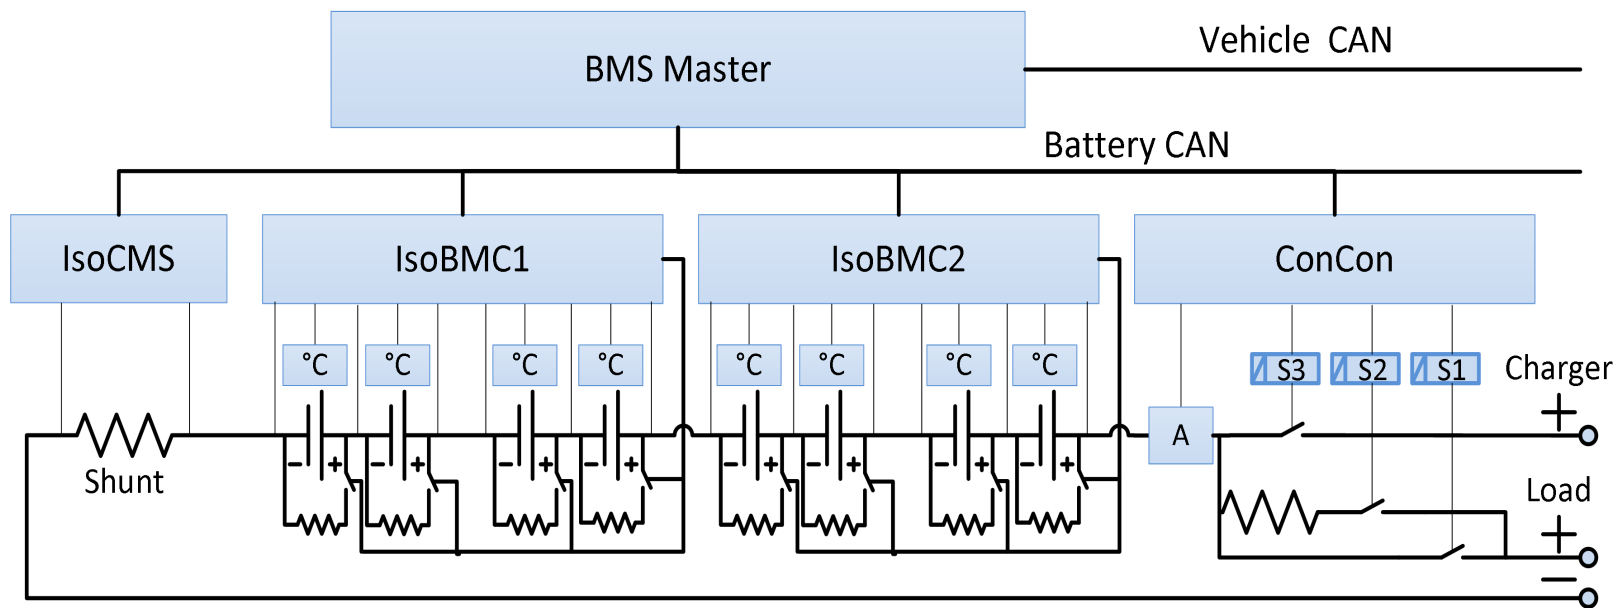 Vehicle CAN
BMS Master
Battery CAN
IsoCMS
IsoBMC1
IsoBMC2
ConCon
°C °C °C °C °C °C °C °C
S3 S2 S1
Charger
+
A
- + - + - + - + - + - + - + - +
Shunt
Load
+
-